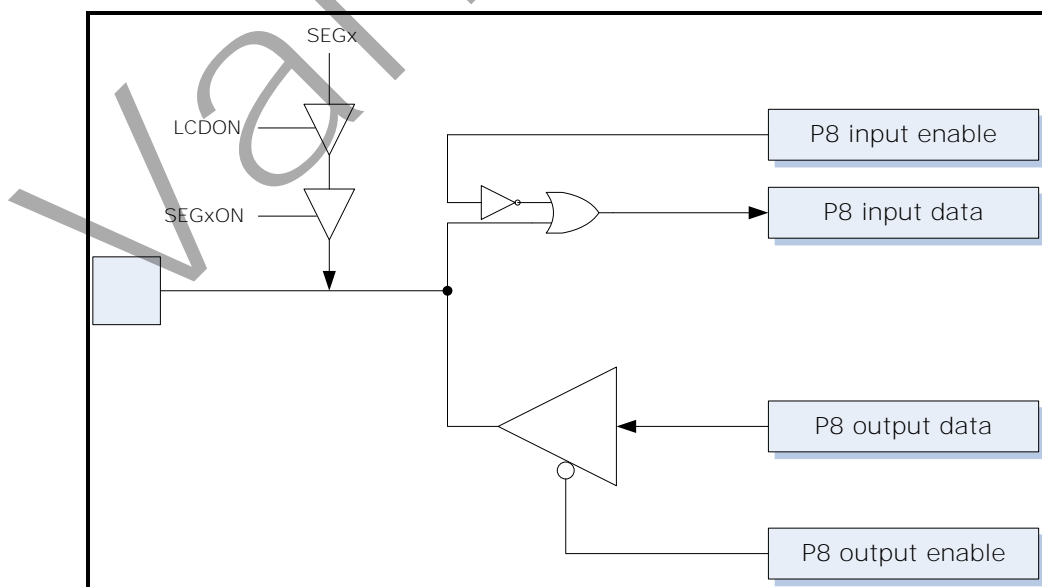 SEGx
LCDON
SEGxON
P8 input enable
P8 input data
P8 output data
P8 output enable